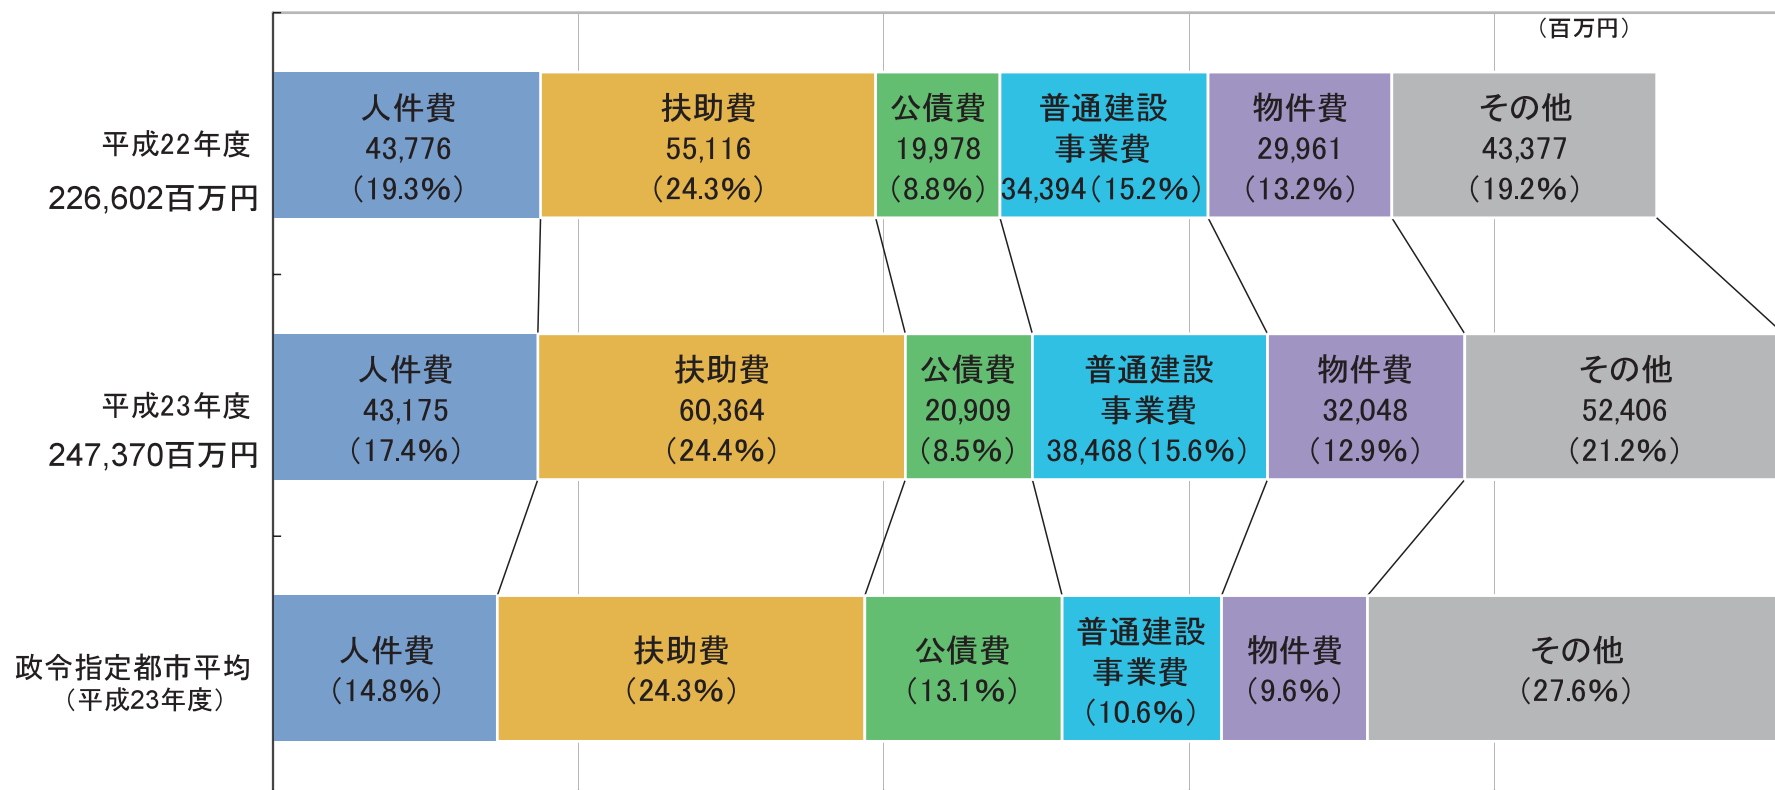 （百万円）
平成22年度
226,602百万円
人件費
43,776
（19.3%）
扶助費
55,116
（24.3%）
公債費
19,978
（8.8%）
普通建設
事業費
34,394（15.2%）
物件費
29,961
（13.2%）
その他
43,377
（19.2%）
平成23年度
247,370百万円
人件費
43,175
（17.4%）
扶助費
60,364
（24.4%）
公債費
20,909
（8.5%）
普通建設
事業費
38,468（15.6%）
物件費
32,048
（12.9%）
その他
52,406
（21.2%）
政令指定都市平均
（平成23年度）
人件費
（14.8%）
扶助費
（24.3%）
公債費
（13.1%）
普通建設
事業費
（10.6%）
物件費
（9.6%）
その他
（27.6%）